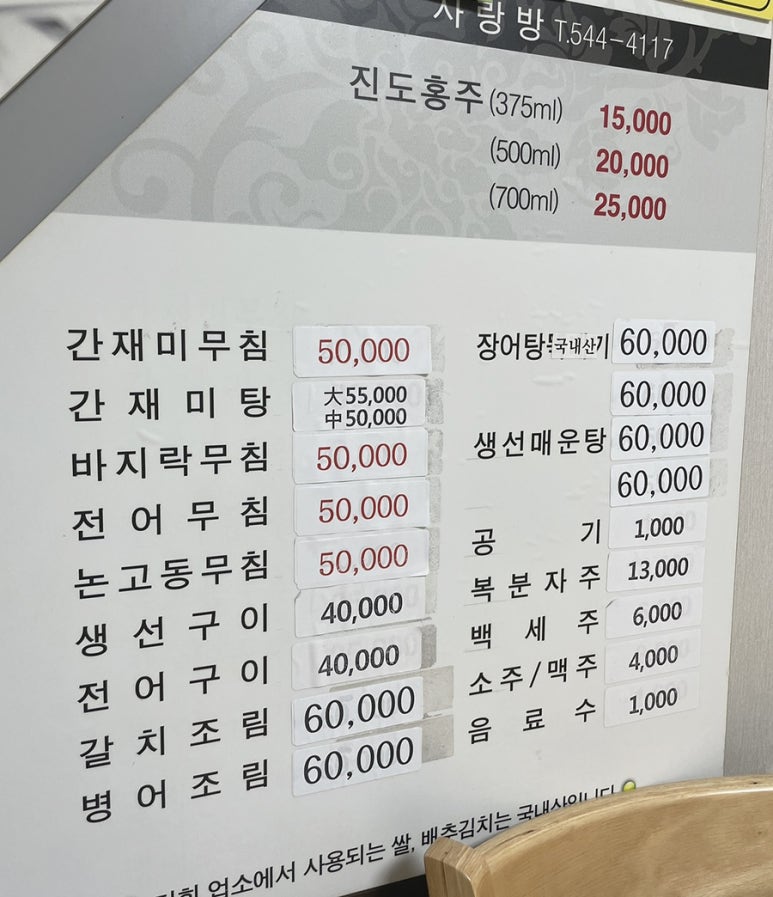 사랑방 T.544-4117
진도홍주 (375ml) 15,000
(500ml) 20,000
(700ml) 25,000
간재미무침 50,000
간재미탕 大55,000
中50,000
바지락무침 50,000
전어무침 50,000
논고동무침 50,000
생선구이 40,000
전어구이 40,000
갈치조림 60,000
병어조림 60,000
장어탕 국내산 60,000
60,000
생선매운탕 60,000
60,000
공기 1,000
복분자주 13,000
백세주 6,000
소주/맥주 4,000
음료수 1,000
업소에서 사용되는 쌀, 배추김치는 국내산입니다